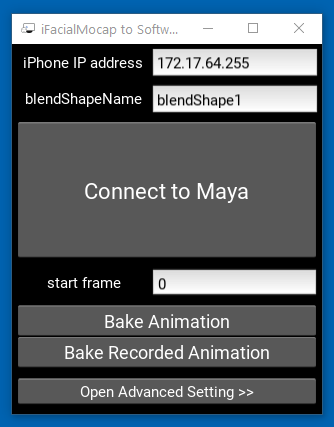 iFacialMocap to Softw...
iPhone IP address 172.17.64.255
blendShapeName blendShape1
Connect to Maya
start frame 0
Bake Animation
Bake Recorded Animation
Open Advanced Setting >>